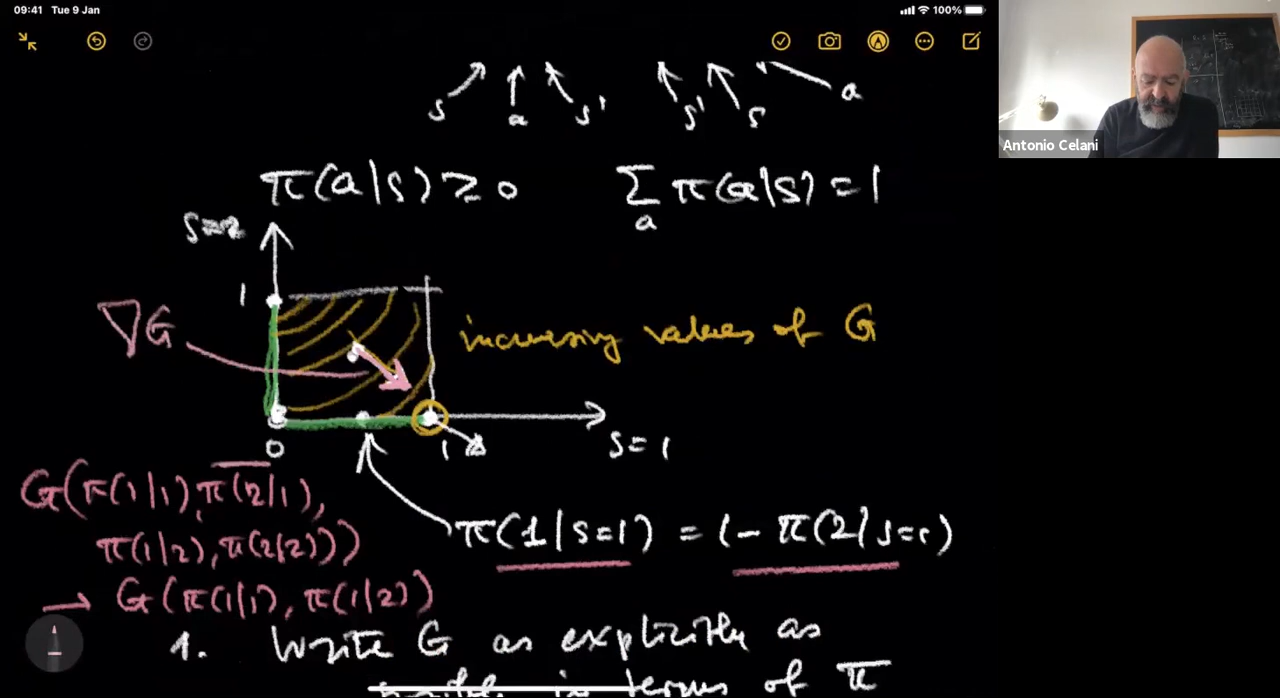 09:41 Tue 9 Jan
100%
Antonio Celani
s a s' s' s a
π(a|s) ≥ 0 Σ_a π(a|s) = 1
s=2
1
∇G
increasing values of G
0
1
s=1
G(π(1|1), π(2|1),
π(1|2), π(2|2))
→ G(π(1|1), π(1|2))
π(1|s=1) = 1 - π(2|s=1)
1. Write G as explicitly as
in terms of π